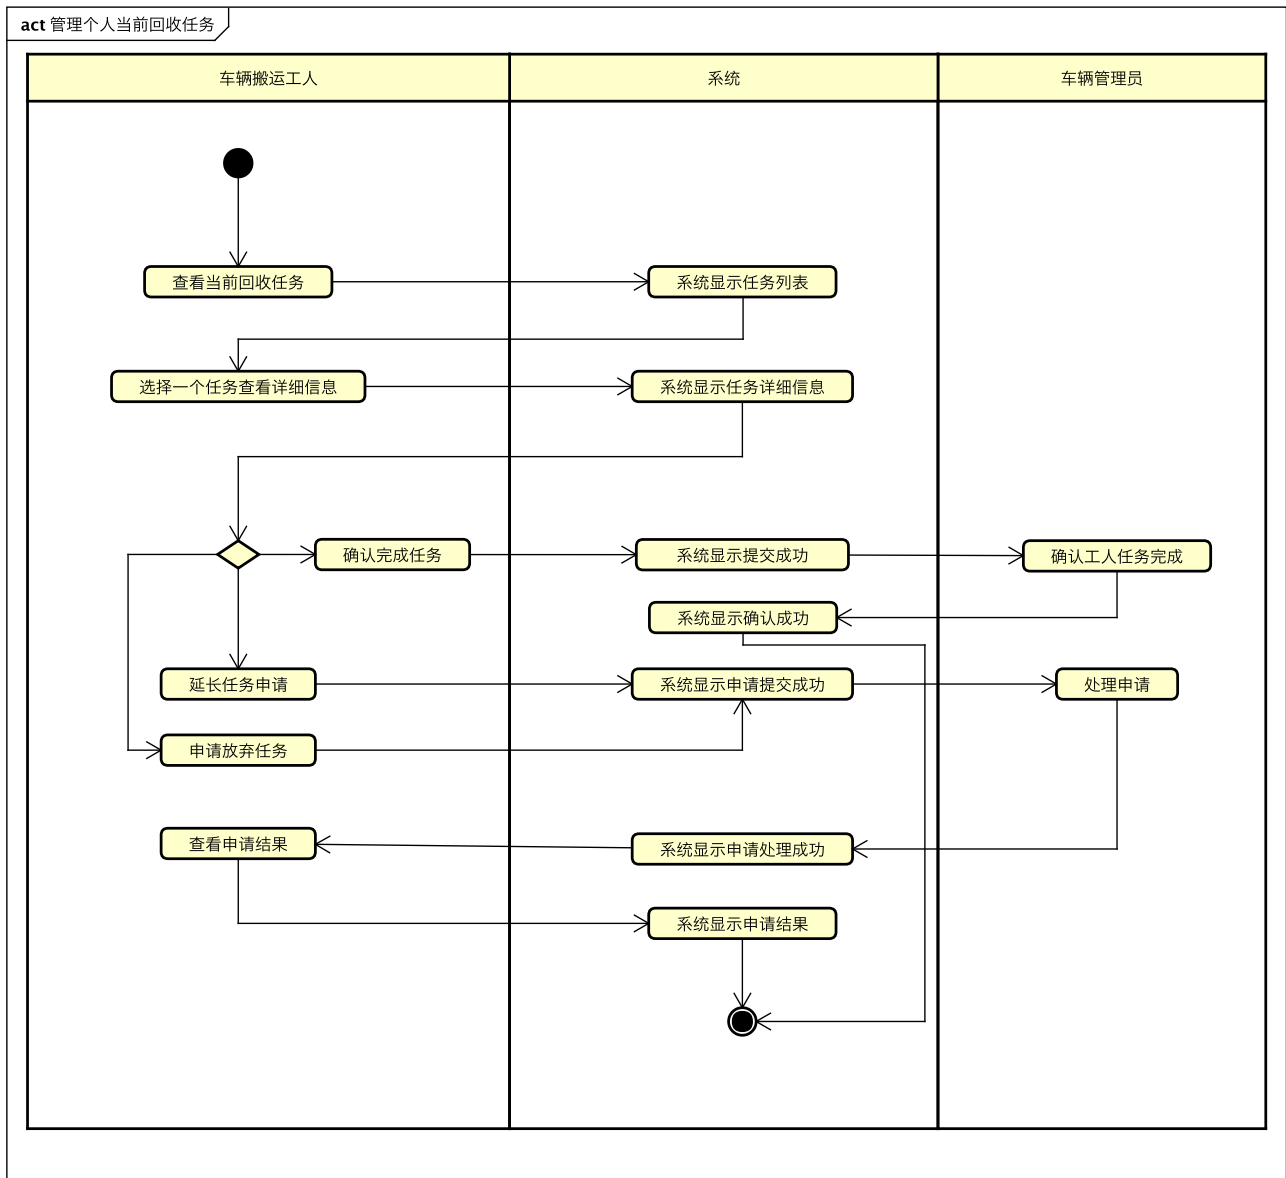 act 管理个人当前回收任务
车辆搬运工人
系统
车辆管理员
查看当前回收任务
系统显示任务列表
选择一个任务查看详细信息
系统显示任务详细信息
确认完成任务
系统显示提交成功
确认工人任务完成
系统显示确认成功
延长任务申请
系统显示申请提交成功
处理申请
申请放弃任务
查看申请结果
系统显示申请处理成功
系统显示申请结果